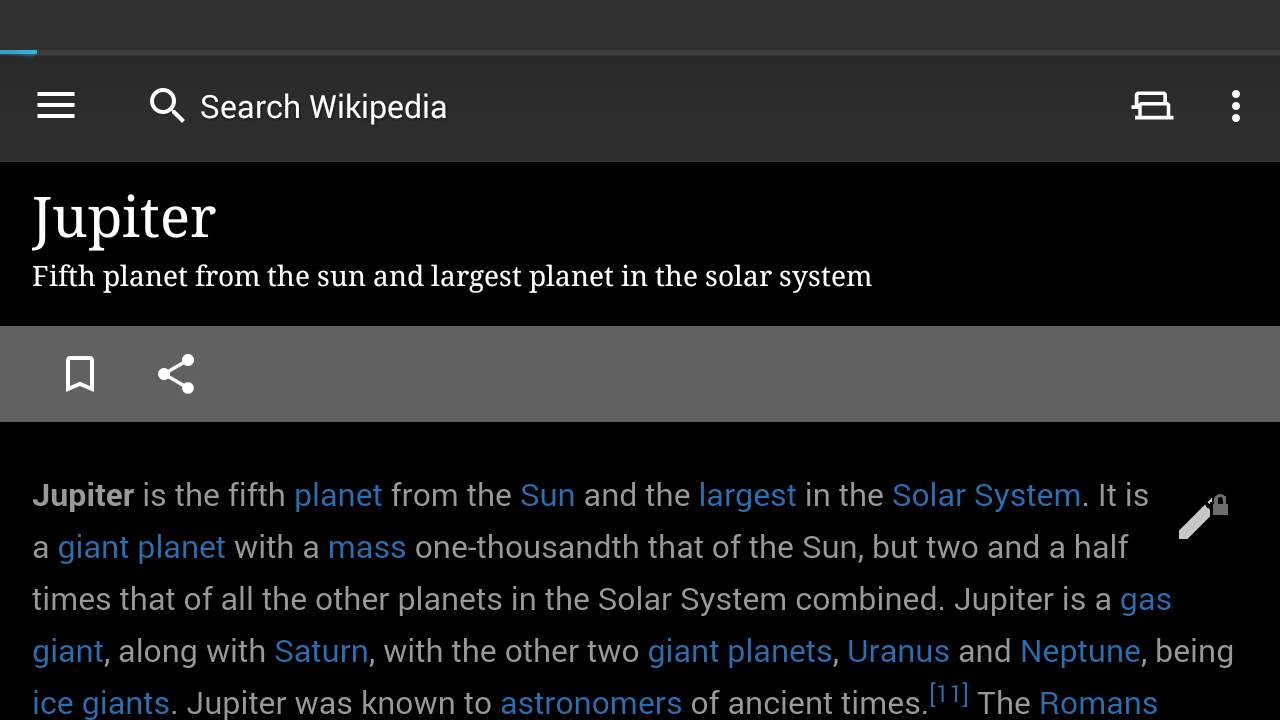 Search Wikipedia
Jupiter
Fifth planet from the sun and largest planet in the solar system
Jupiter is the fifth planet from the Sun and the largest in the Solar System. It is
a giant planet with a mass one-thousandth that of the Sun, but two and a half
times that of all the other planets in the Solar System combined. Jupiter is a gas
giant, along with Saturn, with the other two giant planets, Uranus and Neptune, being
ice giants. Jupiter was known to astronomers of ancient times.[11] The Romans